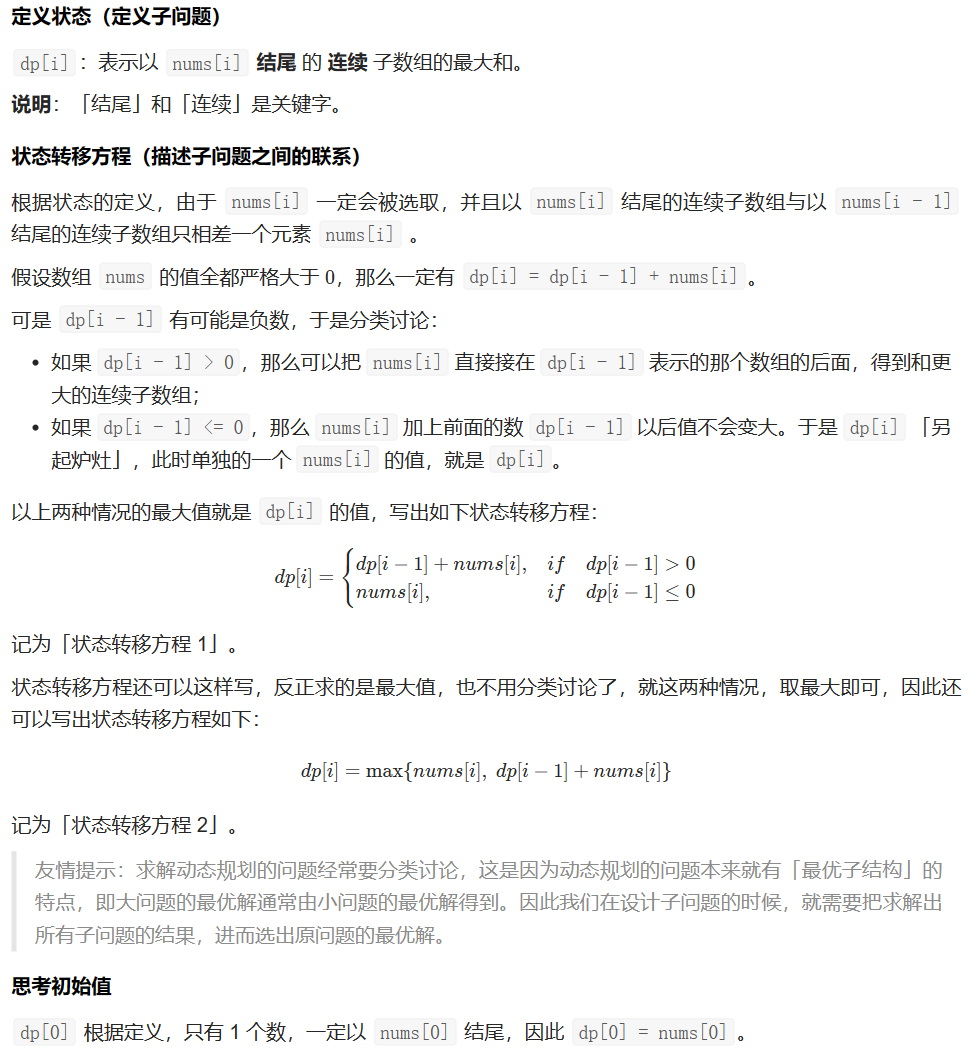 定义状态（定义子问题）
dp[i]：表示以 nums[i] 结尾 的 连续 子数组的最大和。
说明：「结尾」和「连续」是关键字。
状态转移方程（描述子问题之间的联系）
根据状态的定义，由于 nums[i] 一定会被选取，并且以 nums[i] 结尾的连续子数组与以 nums[i - 1]
结尾的连续子数组只相差一个元素 nums[i] 。
假设数组 nums 的值全都严格大于 0，那么一定有 dp[i] = dp[i - 1] + nums[i]。
可是 dp[i - 1] 有可能是负数，于是分类讨论：
• 如果 dp[i - 1] > 0，那么可以把 nums[i] 直接接在 dp[i - 1] 表示的那个数组的后面，得到和更
大的连续子数组；
• 如果 dp[i - 1] <= 0，那么 nums[i] 加上前面的数 dp[i - 1] 以后值不会变大。于是 dp[i] 「另
起炉灶」，此时单独的一个 nums[i] 的值，就是 dp[i]。
以上两种情况的最大值就是 dp[i] 的值，写出如下状态转移方程：
dp[i] = { dp[i − 1] + nums[i], if dp[i − 1] > 0
nums[i], if dp[i − 1] ≤ 0
记为「状态转移方程 1」。
状态转移方程还可以这样写，反正求的是最大值，也不用分类讨论了，就这两种情况，取最大即可，因此还
可以写出状态转移方程如下：
dp[i] = max{nums[i], dp[i − 1] + nums[i]}
记为「状态转移方程 2」。
友情提示：求解动态规划的问题经常要分类讨论，这是因为动态规划的问题本来就有「最优子结构」的
特点，即大问题的最优解通常由小问题的最优解得到。因此我们在设计子问题的时候，就需要把求解出
所有子问题的结果，进而选出原问题的最优解。
思考初始值
dp[0] 根据定义，只有 1 个数，一定以 nums[0] 结尾，因此 dp[0] = nums[0]。